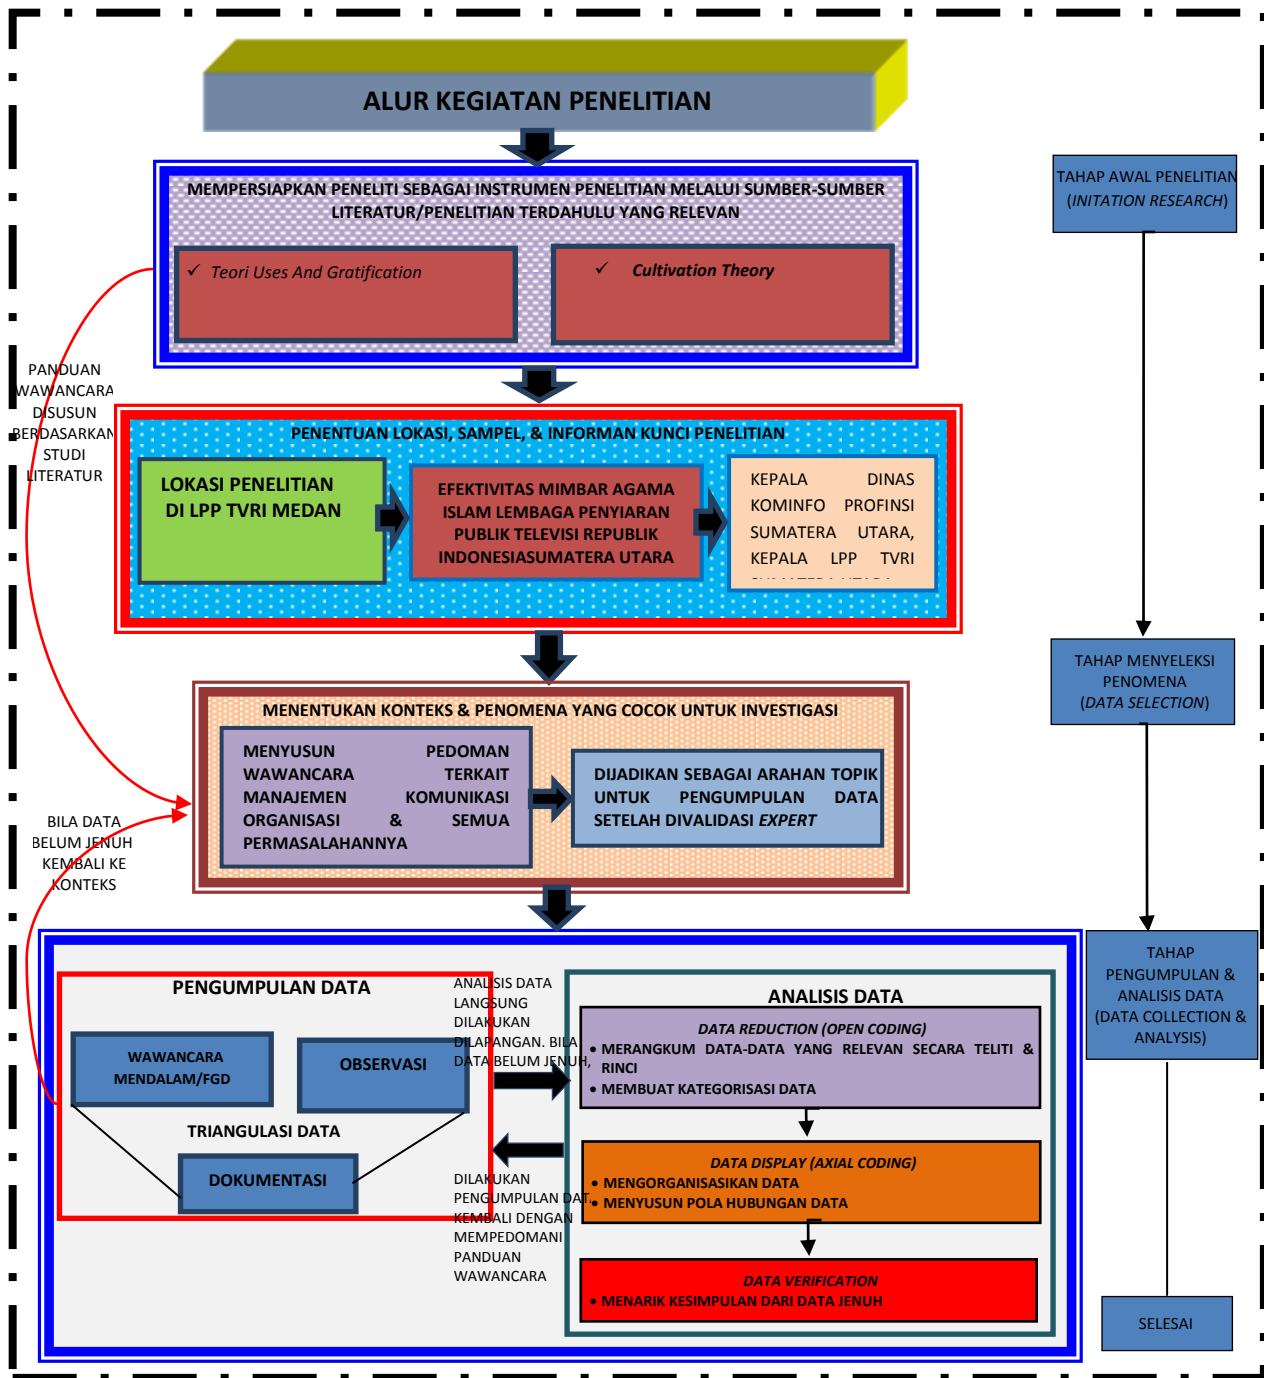 ALUR KEGIATAN PENELITIAN
MEMPERSIAPKAN PENELITI SEBAGAI INSTRUMEN PENELITIAN MELALUI SUMBER-SUMBER
LITERATUR/PENELITIAN TERDAHULU YANG RELEVAN
✓ Teori Uses And Gratification
✓ Cultivation Theory
PANDUAN
WAWANCARA
DISUSUN
BERDASARKAN
STUDI
LITERATUR
PENENTUAN LOKASI, SAMPEL, & INFORMAN KUNCI PENELITIAN
LOKASI PENELITIAN
DI LPP TVRI MEDAN
EFEKTIVITAS MIMBAR AGAMA
ISLAM LEMBAGA PENYIARAN
PUBLIK TELEVISI REPUBLIK
INDONESIASUMATERA UTARA
KEPALA DINAS
KOMINFO PROFINSI
SUMATERA UTARA,
KEPALA LPP TVRI
SUMATERA UTARA
MENENTUKAN KONTEKS & PENOMENA YANG COCOK UNTUK INVESTIGASI
MENYUSUN PEDOMAN
WAWANCARA TERKAIT
MANAJEMEN KOMUNIKASI
ORGANISASI & SEMUA
PERMASALAHANNYA
DIJADIKAN SEBAGAI ARAHAN TOPIK
UNTUK PENGUMPULAN DATA
SETELAH DIVALIDASI EXPERT
BILA DATA
BELUM JENUH
KEMBALI KE
KONTEKS
PENGUMPULAN DATA
WAWANCARA
MENDALAM/FGD
OBSERVASI
TRIANGULASI DATA
DOKUMENTASI
ANALISIS DATA
LANGSUNG
DILAKUKAN
DILAPANGAN. BILA
DATA BELUM JENUH,
DILAKUKAN
PENGUMPULAN DATA
KEMBALI DENGAN
MEMPEDOMANI
PANDUAN
WAWANCARA
ANALISIS DATA
DATA REDUCTION (OPEN CODING)
• MERANGKUM DATA-DATA YANG RELEVAN SECARA TELITI &
RINCI
• MEMBUAT KATEGORISASI DATA
DATA DISPLAY (AXIAL CODING)
• MENGORGANISASIKAN DATA
• MENYUSUN POLA HUBUNGAN DATA
DATA VERIFICATION
• MENARIK KESIMPULAN DARI DATA JENUH
TAHAP AWAL PENELITIAN
(INITATION RESEARCH)
TAHAP MENYELEKSI
PENOMENA
(DATA SELECTION)
TAHAP
PENGUMPULAN &
ANALISIS DATA
(DATA COLLECTION &
ANALYSIS)
SELESAI